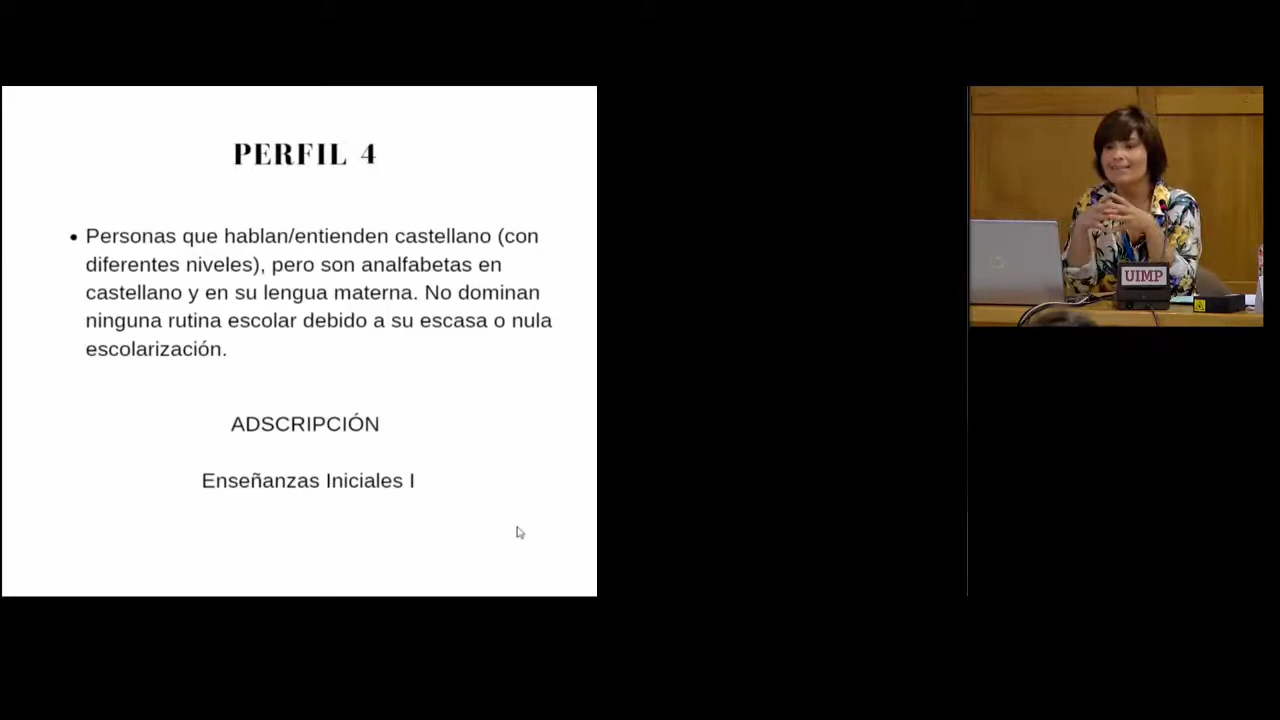 PERFIL 4
• Personas que hablan/entienden castellano (con
diferentes niveles), pero son analfabetas en
castellano y en su lengua materna. No dominan
ninguna rutina escolar debido a su escasa o nula
escolarización.
ADSCRIPCIÓN
Enseñanzas Iniciales I
UIMP